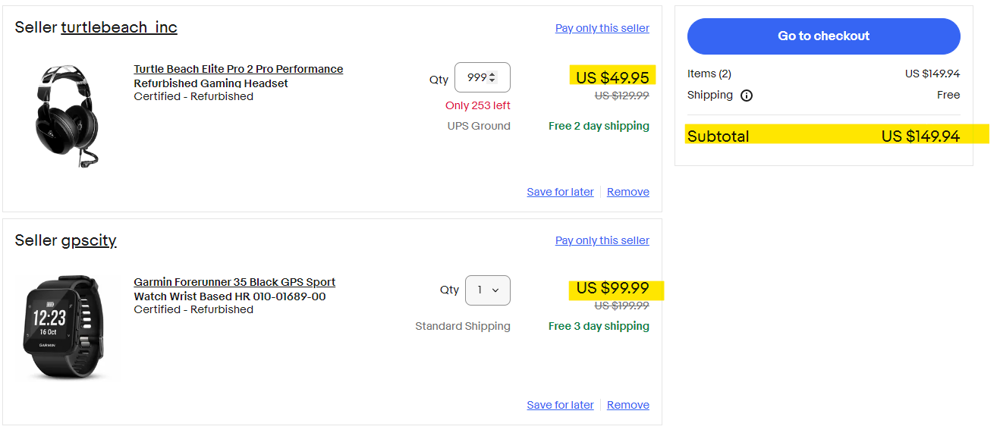 Seller turtlebeach_inc
Pay only this seller
Turtle Beach Elite Pro 2 Pro Performance
Refurbished Gaming Headset
Certified - Refurbished
Qty 999
Only 253 left
UPS Ground
US $49.95
US $129.99
Free 2 day shipping
Save for later
Remove
Seller gpscity
Pay only this seller
12:23
16 Oct
GARMIN
Garmin Forerunner 35 Black GPS Sport
Watch Wrist Based HR 010-01689-00
Certified - Refurbished
Qty 1
Standard Shipping
US $99.99
US $199.99
Free 3 day shipping
Save for later
Remove
Go to checkout
Items (2) US $149.94
Shipping Free
Subtotal US $149.94